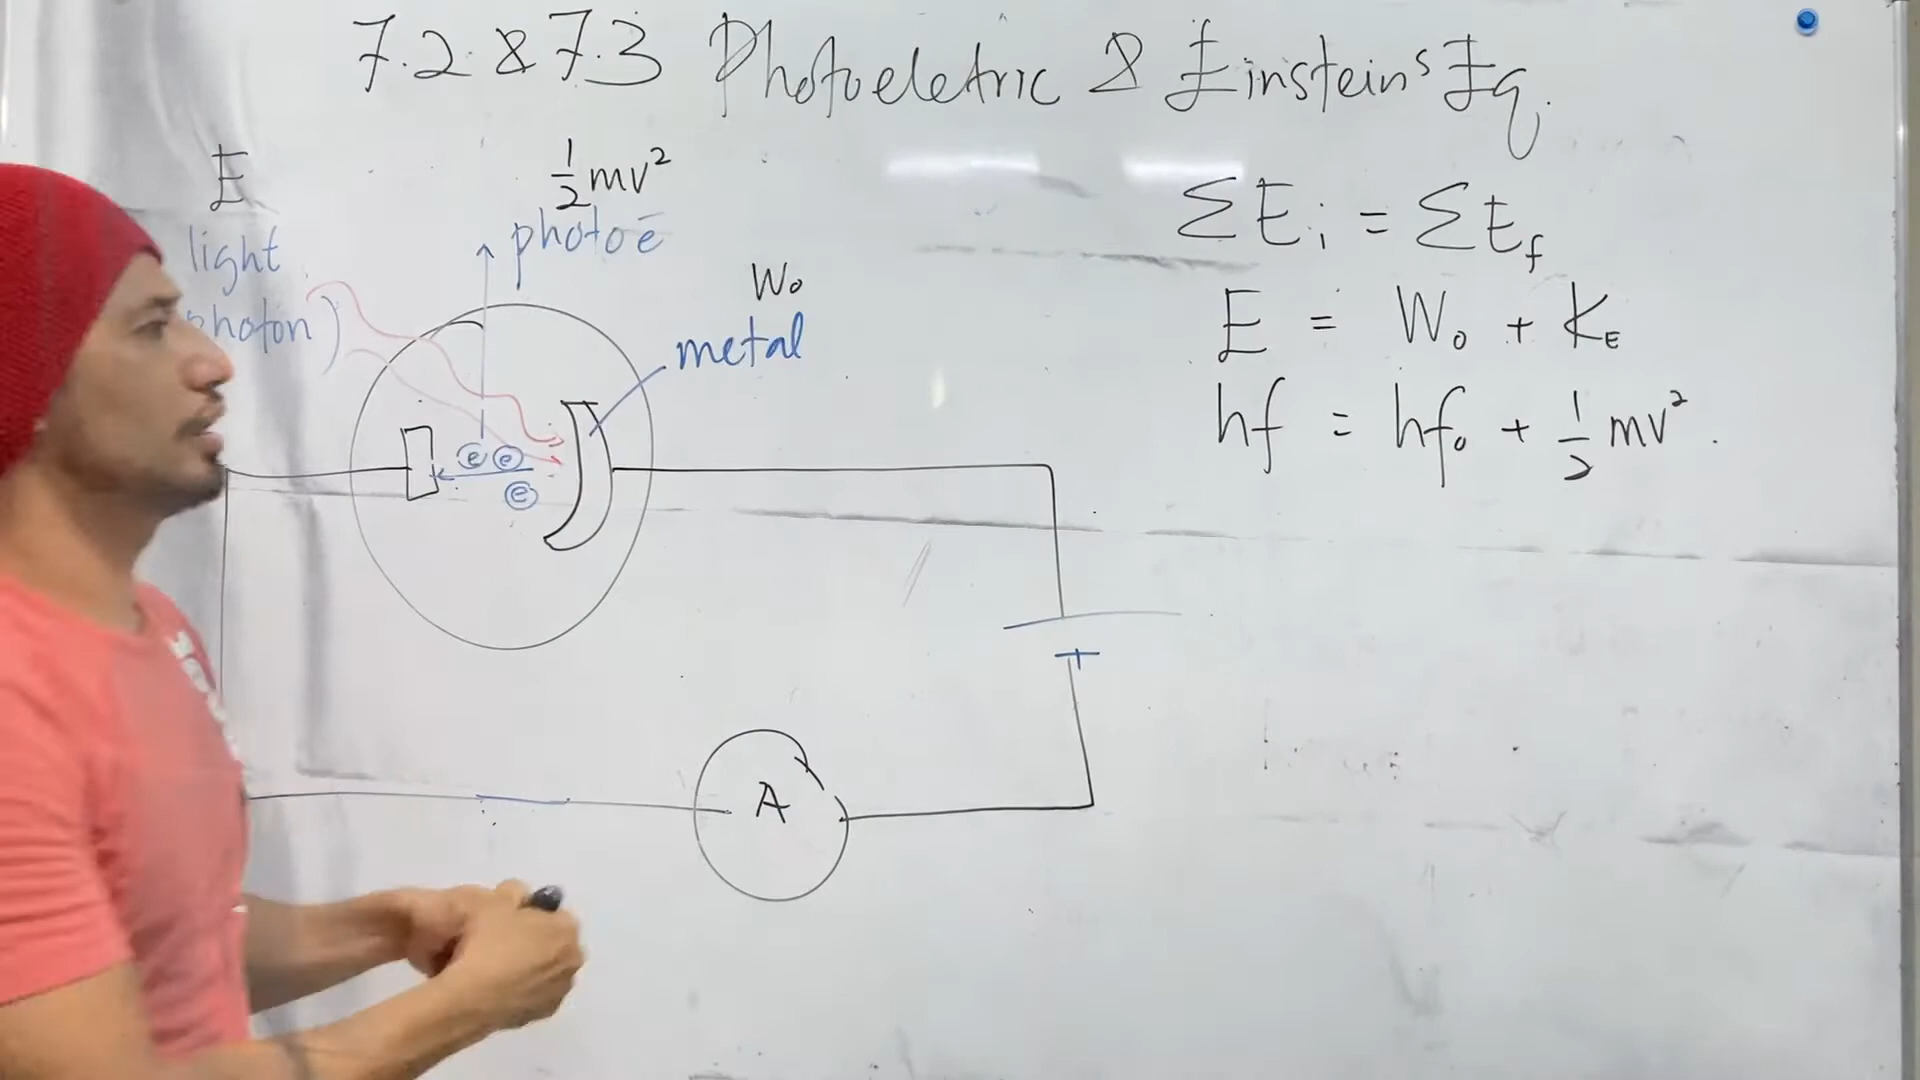 7.2 & 7.3 Photoeletric & Einstein's Eq.
E
light
photon)
½mv²
photoē
W₀
metal
e e
e
A
ΣEᵢ = ΣE_f
E = W₀ + K_E
hf = hf₀ + ½mv².